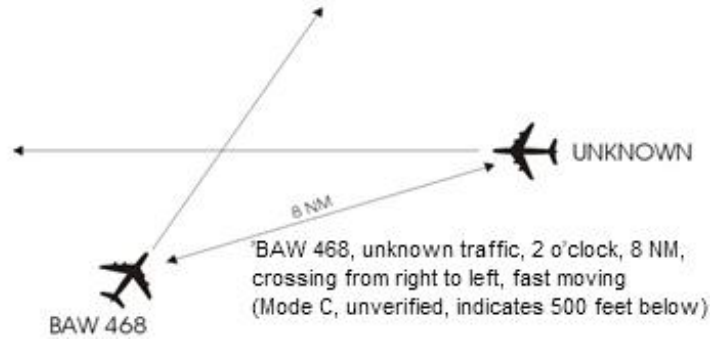 UNKNOWN
8 NM
'BAW 468, unknown traffic, 2 o'clock, 8 NM,
crossing from right to left, fast moving
(Mode C, unverified, indicates 500 feet below)
BAW 468